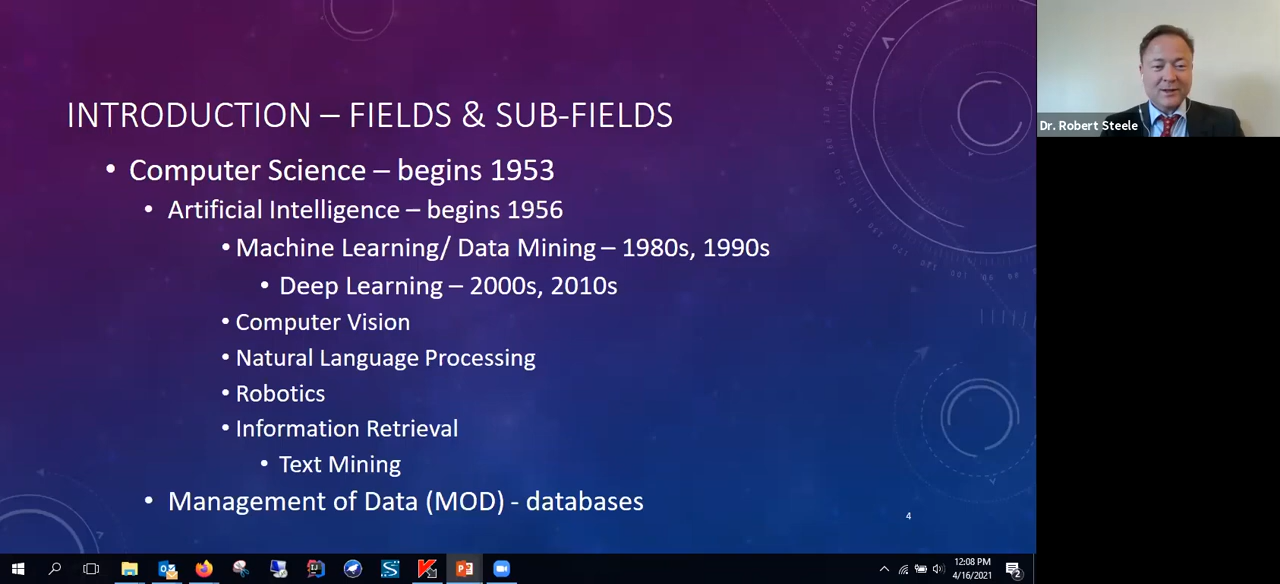 INTRODUCTION – FIELDS & SUB-FIELDS
• Computer Science – begins 1953
• Artificial Intelligence – begins 1956
• Machine Learning/ Data Mining – 1980s, 1990s
• Deep Learning – 2000s, 2010s
• Computer Vision
• Natural Language Processing
• Robotics
• Information Retrieval
• Text Mining
• Management of Data (MOD) - databases
4
Dr. Robert Steele
12:08 PM
4/16/2021
2